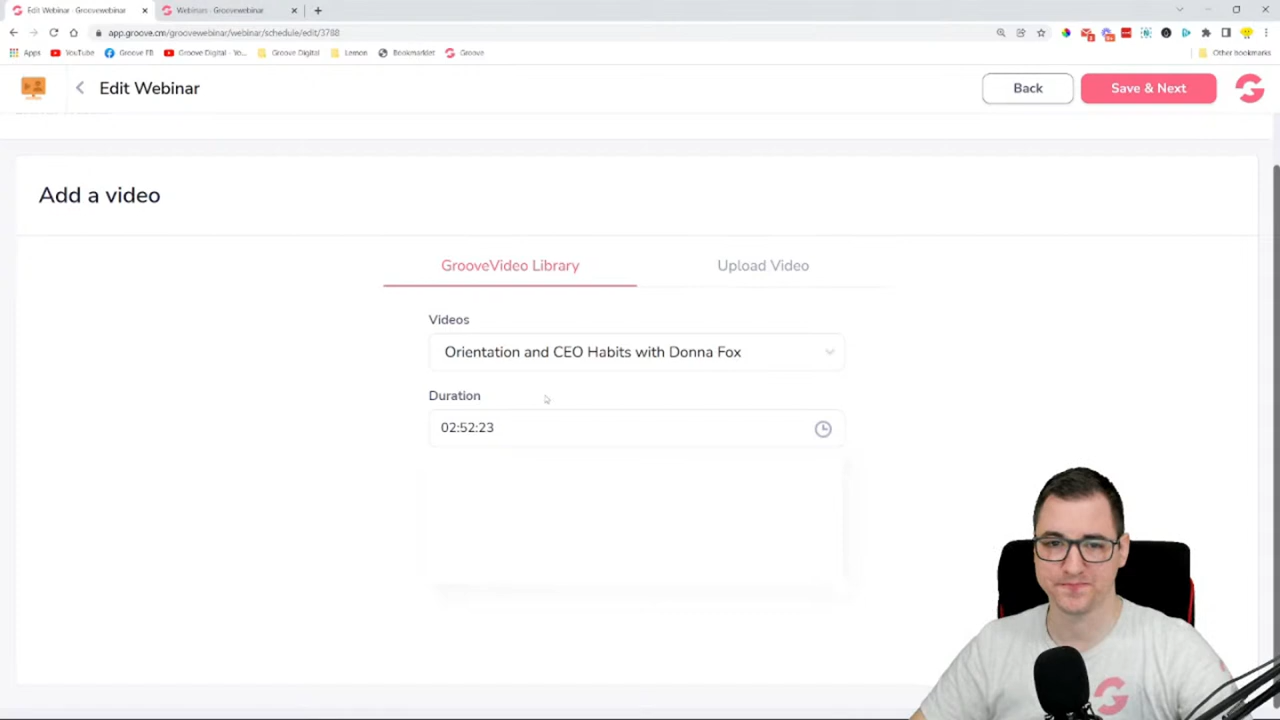 Edit Webinar - Groovewebinar
Webinars - Groovewebinar
app.groove.cm/groovewebinar/webinar/schedule/edit/3788
Apps
YouTube
Groove FB
Groove Digital - Yo...
Groove Digital
Lemon
Bookmarklet
Groove
Other bookmarks
Edit Webinar
Back
Save & Next
Add a video
GrooveVideo Library
Upload Video
Videos
Orientation and CEO Habits with Donna Fox
Duration
02:52:23